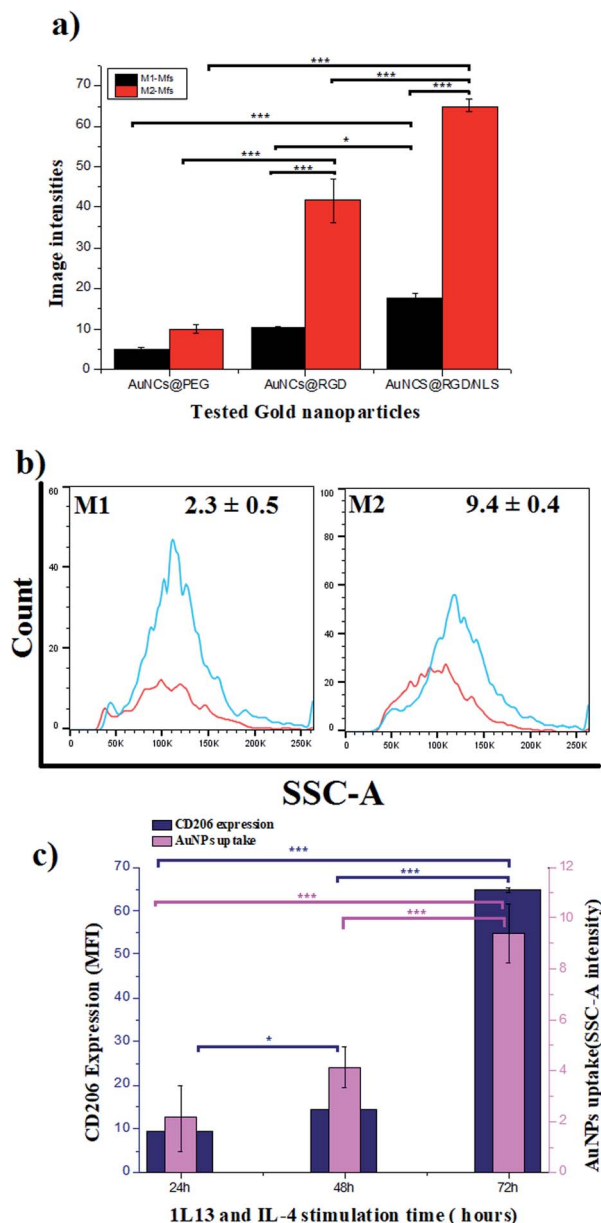 a)
***
***
***
***
*
***
***
M1-Mfs
M2-Mfs
70
60
50
40
30
20
10
0
Image intensities
AuNCs@PEG
AuNCs@RGD
AuNCS@RGD/NLS
Tested Gold nanoparticles
b)
M1 2.3 ± 0.5
60
40
20
0
0 50K 100K 150K 200K 250K
M2 9.4 ± 0.4
100
80
60
40
20
0
0 50K 100K 150K 200K 250K
Count
SSC-A
c)
CD206 expression
AuNPs uptake
***
***
***
***
*
70
65
60
50
40
30
20
10
0
CD206 Expression (MFI)
12
10
8
6
4
2
0
AuNPs uptake(SSC-A intensity)
24h
48h
72h
1L13 and IL-4 stimulation time ( hours)